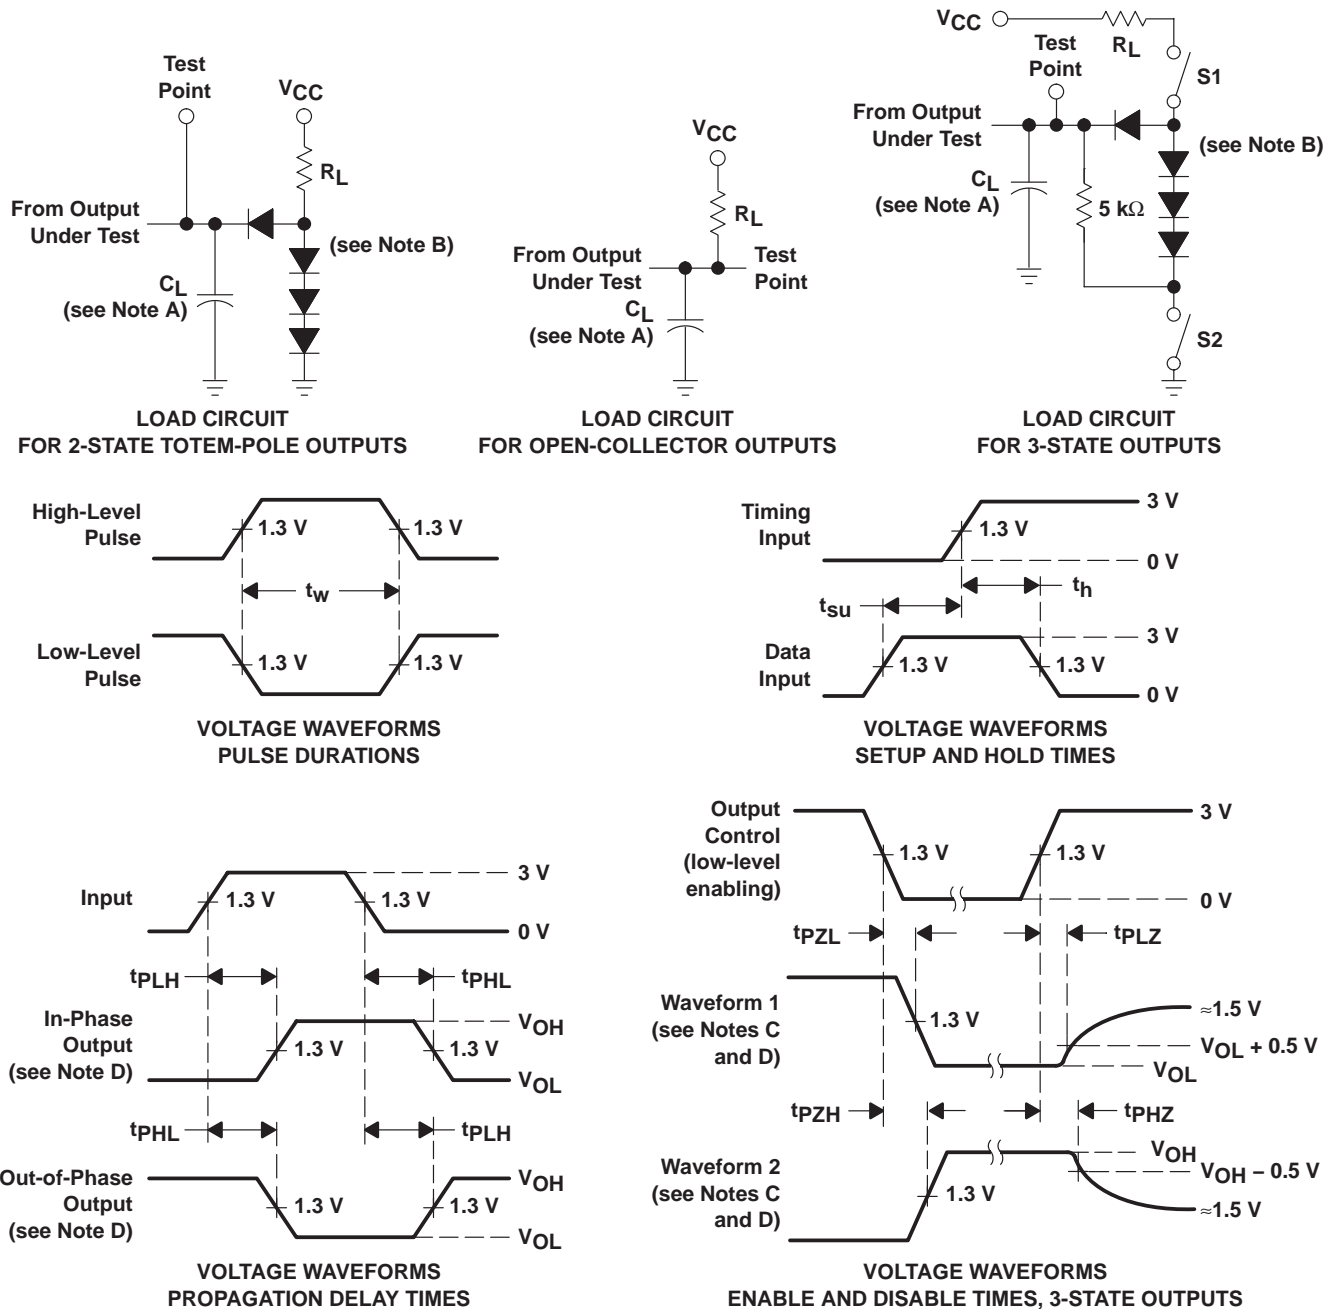 Test
Point
VCC
RL
From Output
Under Test
(see Note B)
CL
(see Note A)
LOAD CIRCUIT
FOR 2-STATE TOTEM-POLE OUTPUTS
VCC
RL
From Output
Under Test
Test
Point
CL
(see Note A)
LOAD CIRCUIT
FOR OPEN-COLLECTOR OUTPUTS
VCC
RL
S1
Test
Point
From Output
Under Test
(see Note B)
CL
(see Note A)
5 kΩ
S2
LOAD CIRCUIT
FOR 3-STATE OUTPUTS
High-Level
Pulse
1.3 V
1.3 V
tw
Low-Level
Pulse
1.3 V
1.3 V
VOLTAGE WAVEFORMS
PULSE DURATIONS
Timing
Input
1.3 V
3 V
0 V
tsu
th
Data
Input
1.3 V
1.3 V
3 V
0 V
VOLTAGE WAVEFORMS
SETUP AND HOLD TIMES
Input
1.3 V
1.3 V
3 V
0 V
tPLH
tPHL
In-Phase
Output
(see Note D)
1.3 V
1.3 V
VOH
VOL
tPHL
tPLH
Out-of-Phase
Output
(see Note D)
1.3 V
1.3 V
VOH
VOL
VOLTAGE WAVEFORMS
PROPAGATION DELAY TIMES
Output
Control
(low-level
enabling)
1.3 V
1.3 V
3 V
0 V
tPZL
tPLZ
Waveform 1
(see Notes C
and D)
1.3 V
≈1.5 V
VOL + 0.5 V
VOL
tPZH
tPHZ
Waveform 2
(see Notes C
and D)
1.3 V
VOH
VOH – 0.5 V
≈1.5 V
VOLTAGE WAVEFORMS
ENABLE AND DISABLE TIMES, 3-STATE OUTPUTS